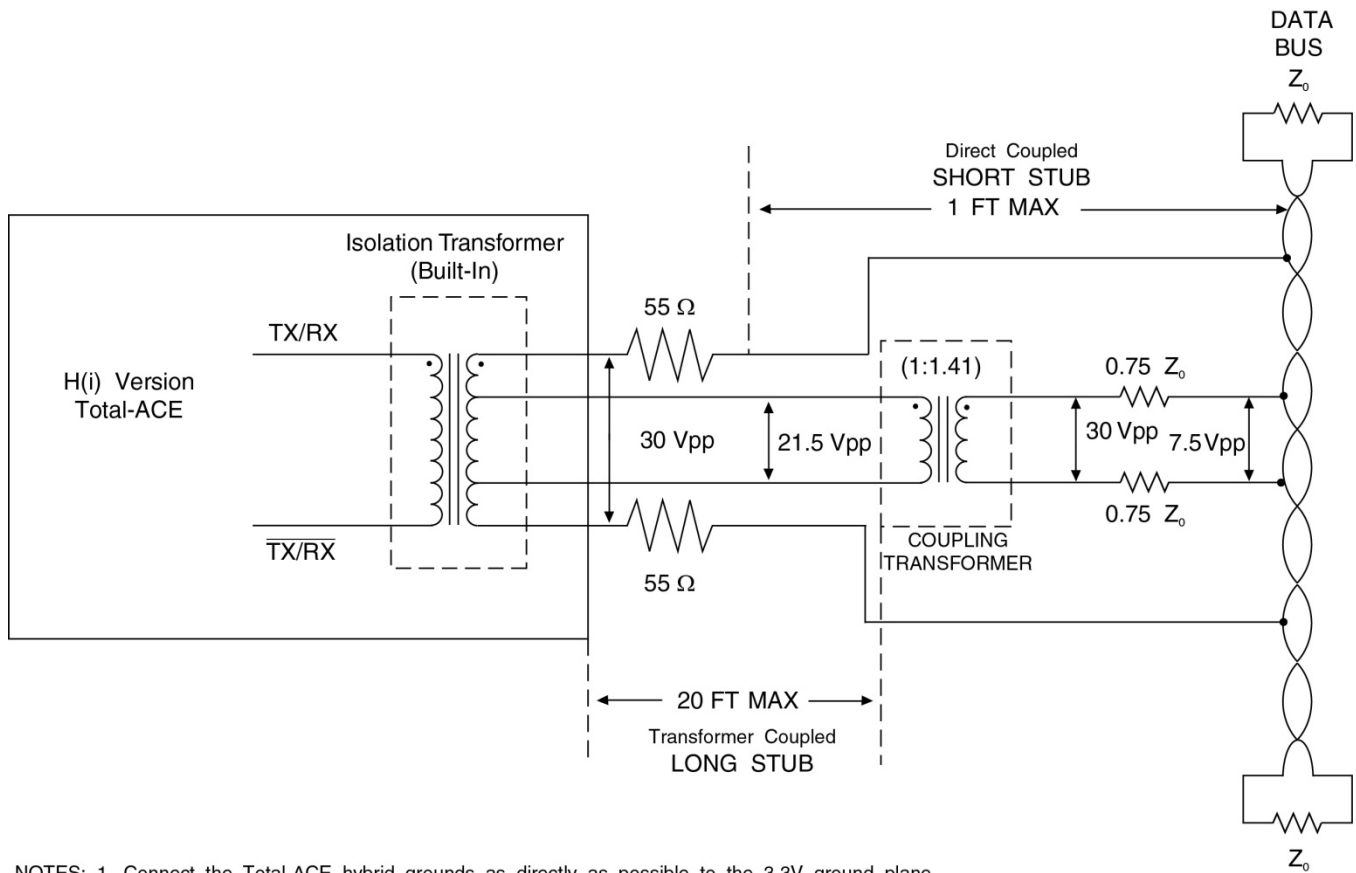 DATA
BUS
Z₀
Direct Coupled
SHORT STUB
1 FT MAX
Isolation Transformer
(Built-In)
55 Ω
TX/RX
(1:1.41)
0.75 Z₀
H(i) Version
Total-ACE
30 Vpp
21.5 Vpp
30 Vpp
7.5 Vpp
0.75 Z₀
TX/RX
COUPLING
TRANSFORMER
55 Ω
20 FT MAX
Transformer Coupled
LONG STUB
Z₀
NOTES: 1. Connect the Total-ACE hybrid grounds as directly as possible to the 3.3V ground plane.